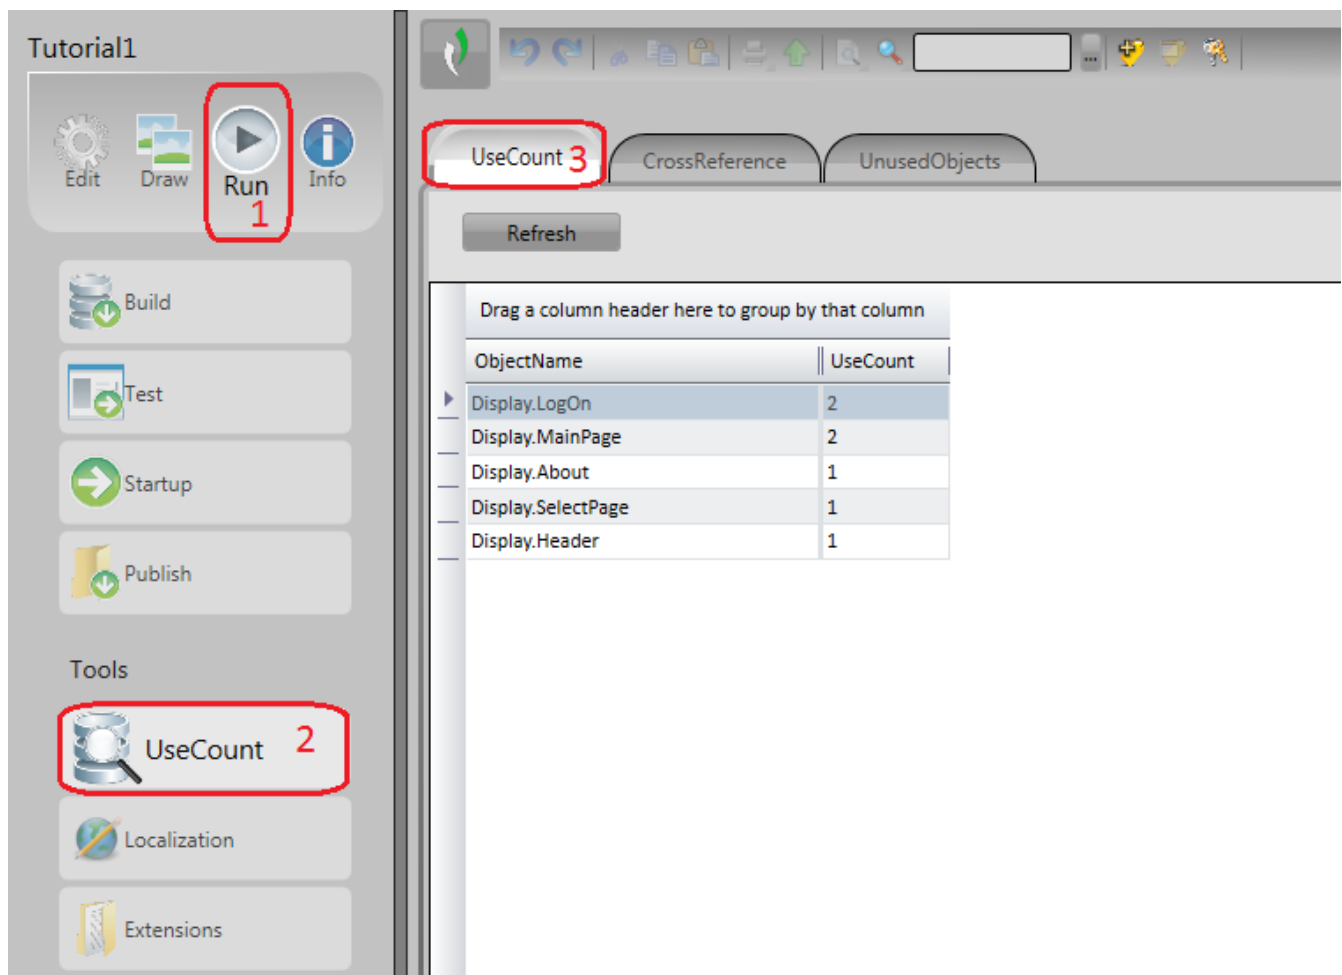 Tutorial1
Edit Draw Run Info
1
Build
Test
Startup
Publish
Tools
UseCount 2
Localization
Extensions
...
UseCount 3 CrossReference UnusedObjects
Refresh
Drag a column header here to group by that column
ObjectName UseCount
Display.LogOn 2
Display.MainPage 2
Display.About 1
Display.SelectPage 1
Display.Header 1